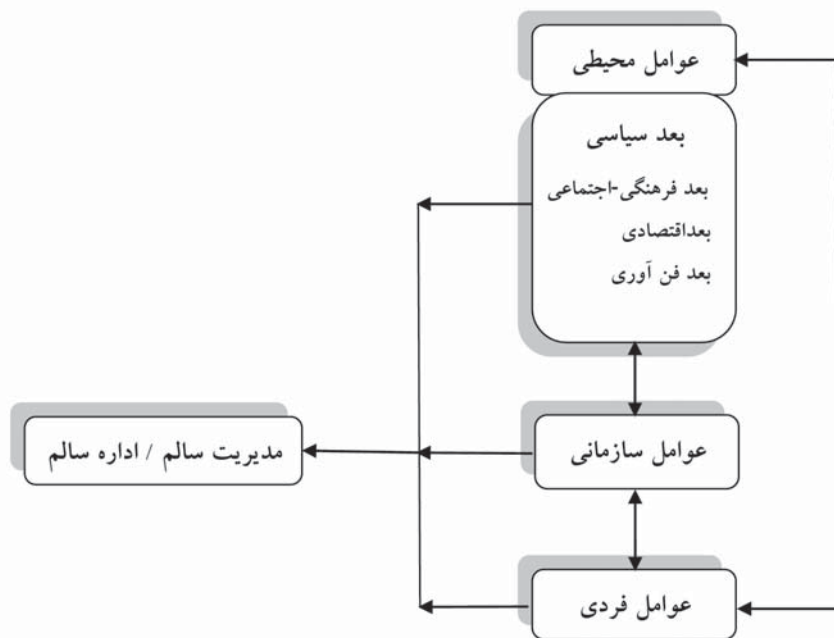 عوامل محیطی
بعد سیاسی
بعد فرهنگی-اجتماعی
بعداقتصادی
بعد فن آوری
عوامل سازمانی
مدیریت سالم / اداره سالم
عوامل فردی